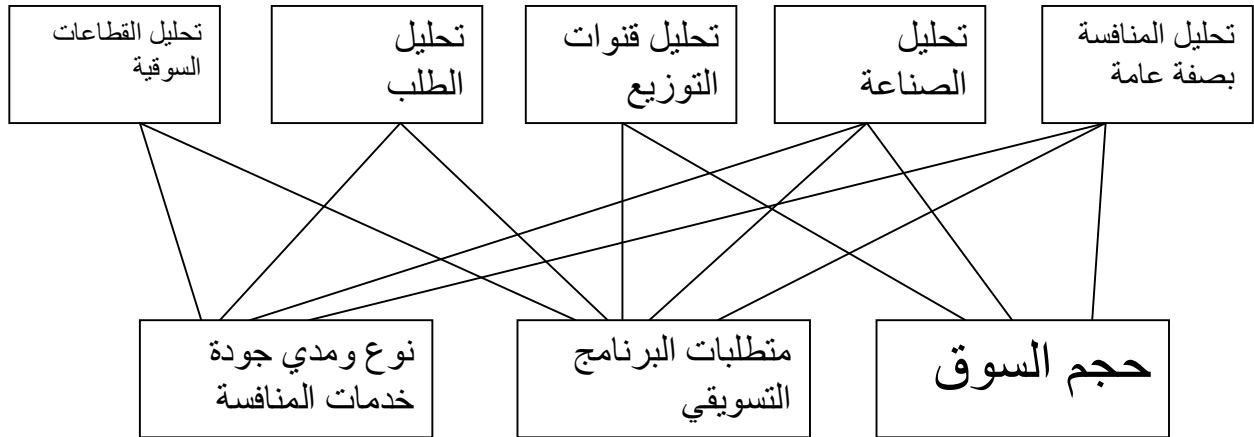 تحليل المنافسة
بصفة عامة
تحليل
الصناعة
تحليل قنوات
التوزيع
تحليل
الطلب
تحليل القطاعات
السوقية
حجم السوق
متطلبات البرنامج
التسويقي
نوع ومدي جودة
خدمات المنافسة